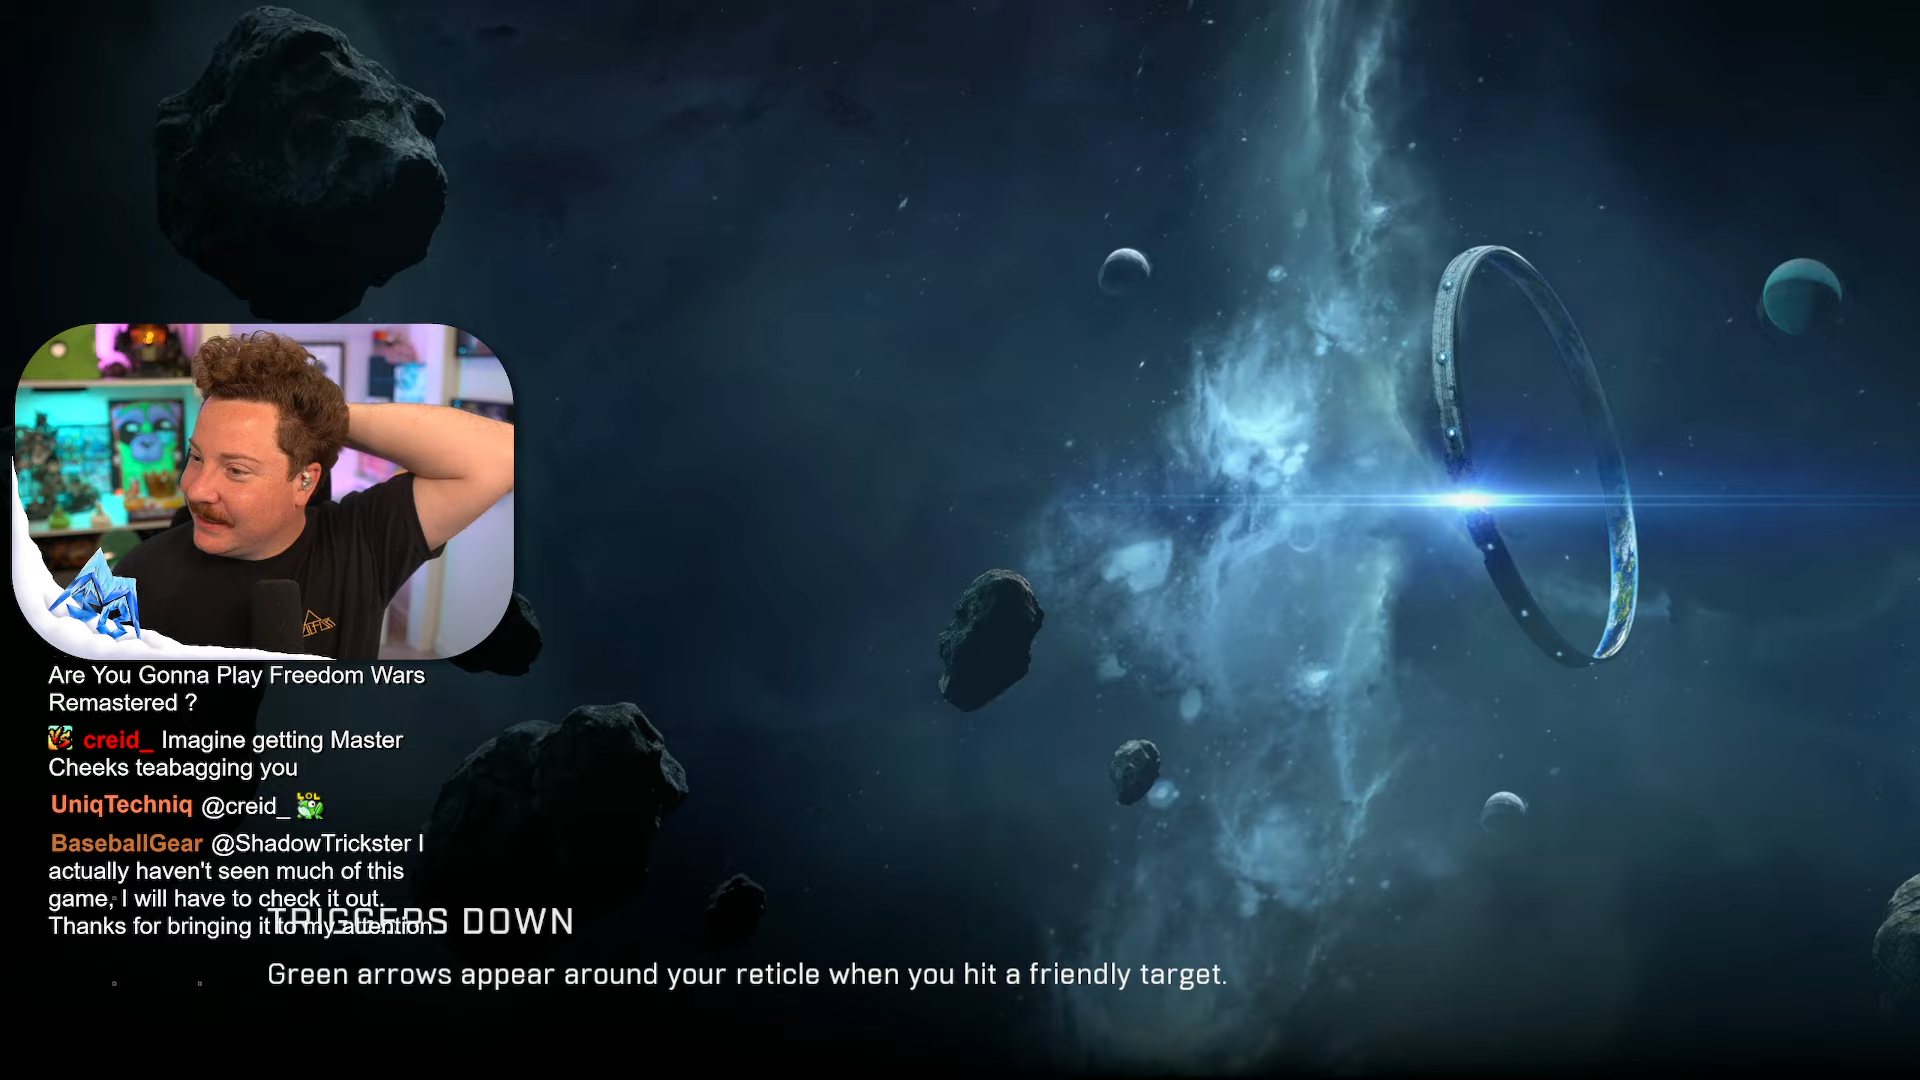 Are You Gonna Play Freedom Wars
Remastered ?
creid_ Imagine getting Master
Cheeks teabagging you
UniqTechniq @creid_ LOL
BaseballGear @ShadowTrickster I
actually haven't seen much of this
game, I will have to check it out.
Thanks for bringing it to my attention.
TRIGGERS DOWN
Green arrows appear around your reticle when you hit a friendly target.